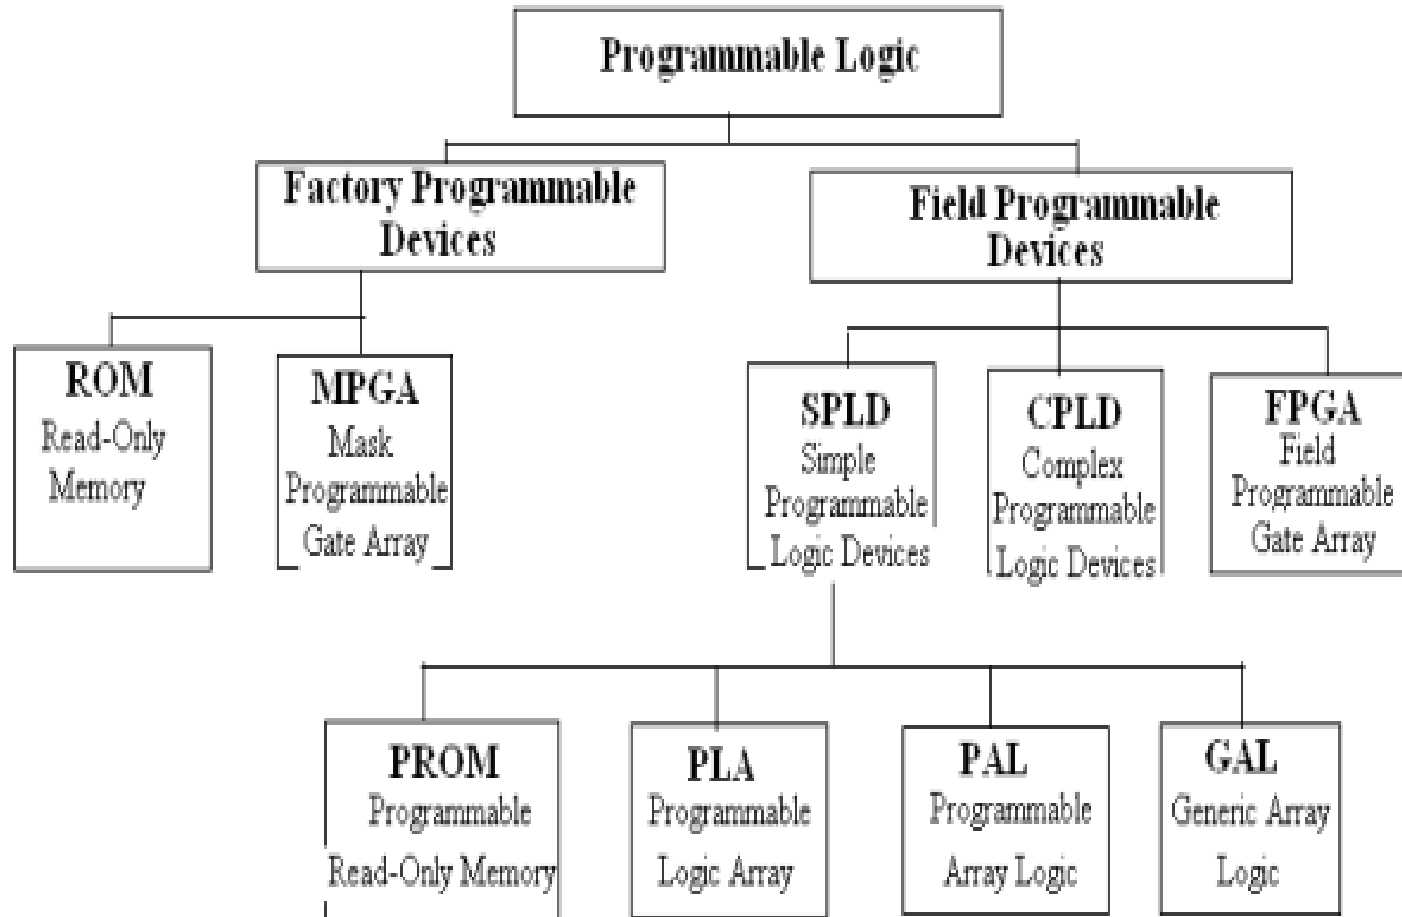 Programmable Logic
Factory Programmable
Devices
Field Programmable
Devices
ROM
Read-Only
Memory
MPGA
Mask
Programmable
Gate Array
SPLD
Simple
Programmable
Logic Devices
CPLD
Complex
Programmable
Logic Devices
FPGA
Field
Programmable
Gate Array
PROM
Programmable
Read-Only Memory
PLA
Programmable
Logic Array
PAL
Programmable
Array Logic
GAL
Generic Array
Logic